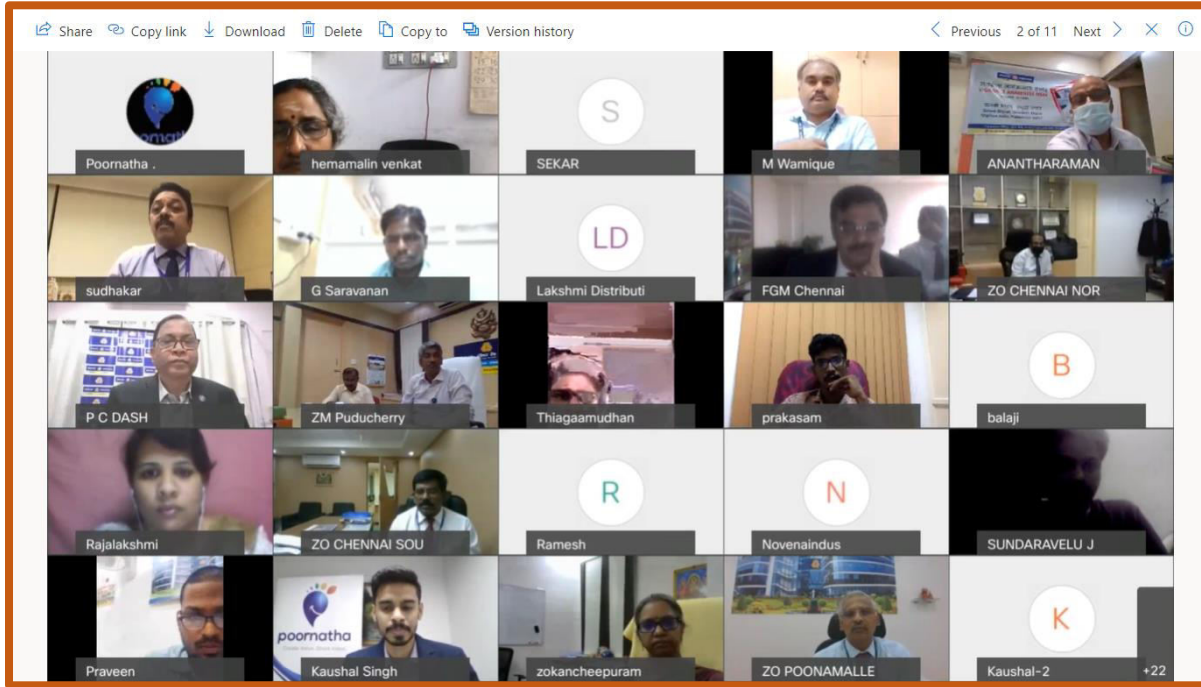 Share Copy link Download Delete Copy to Version history Previous 2 of 11 Next
Poornatha . hemamalin venkat S SEKAR M Wamique ANANTHARAMAN
sudhakar G Saravanan LD Lakshmi Distributi FGM Chennai ZO CHENNAI NOR
P C DASH ZM Puducherry Thiagaamudhan prakasam B balaji
Rajalakshmi ZO CHENNAI SOU R Ramesh N Novenaindus SUNDARAVELU J
poornatha
Praveen Kaushal Singh zokancheepuram ZO POONAMALLE K Kaushal-2 +22